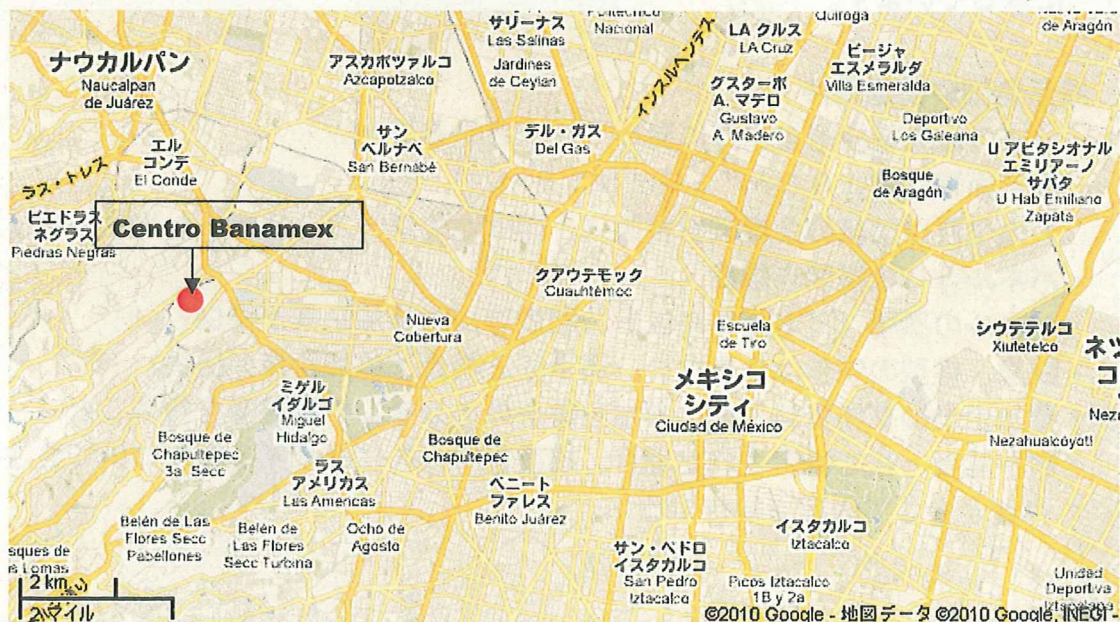 サリーナス
Las Salinas
Jardines
de Ceylan
Politécnico
Nacional
インスルヘンテス
LA クルス
LA Cruz
Quiroga
de Aragón
ナウカルパン
Naucalpan
de Juárez
アスカポツァルコ
Azcapotzalco
グスターボ
A. マデロ
Gustavo
A. Madero
ビージャ
エスメラルダ
Villa Esmeralda
Deportivo
Los Galeana
エル
コンデ
El Conde
サン
ベルナベ
San Bernabé
デル・ガス
Del Gas
Bosque
de Aragón
U アビタシオナル
エミリアーノ
サパタ
U Hab Emiliano
Zapata
ラス・トレス
ピエドラス
ネグラス
Piedras Negras
Centro Banamex
クアウテモック
Cuauhtémoc
Nueva
Cobertura
Escuela
de Tiro
シウテテルコ
Xiutetelco
ネツ
コ
Neza
ミゲル
イダルゴ
Miguel
Hidalgo
メキシコ
シティ
Ciudad de México
Bosque de
Chapultepec
3a Secc
Bosque de
Chapultepec
Nezahualcóyotl
ラス
アメリカス
Las Americas
ベニート
フアレス
Benito Juárez
Belén de Las
Flores Secc
Pabellones
Belén de
Las Flores
Secc Turbina
Ocho de
Agosto
イスタカルコ
Iztacalco
sques de
s Lomas
サン・ペドロ
イスタカルコ
San Pedro
Iztacalco
Picos Iztacalco
1B y 2a
Unidad
Deportiva
2 km
2 マイル
©2010 Google - 地図データ ©2010 Google, INEGI -